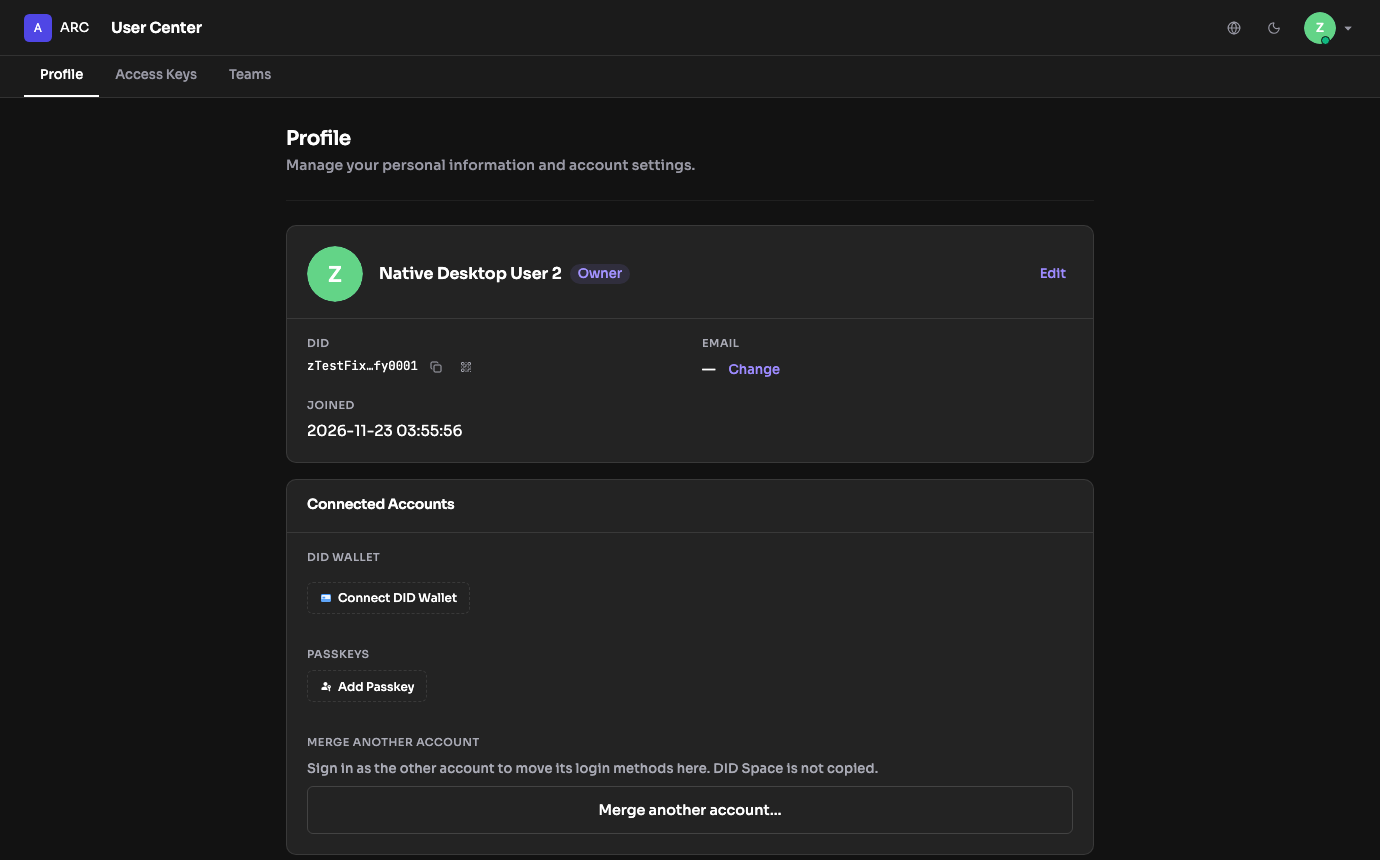 A ARC User Center Z
Profile Access Keys Teams
Profile
Manage your personal information and account settings.
Z Native Desktop User 2 Owner Edit
DID
zTestFix…fy0001
EMAIL
— Change
JOINED
2026-11-23 03:55:56
Connected Accounts
DID WALLET
Connect DID Wallet
PASSKEYS
Add Passkey
MERGE ANOTHER ACCOUNT
Sign in as the other account to move its login methods here. DID Space is not copied.
Merge another account...